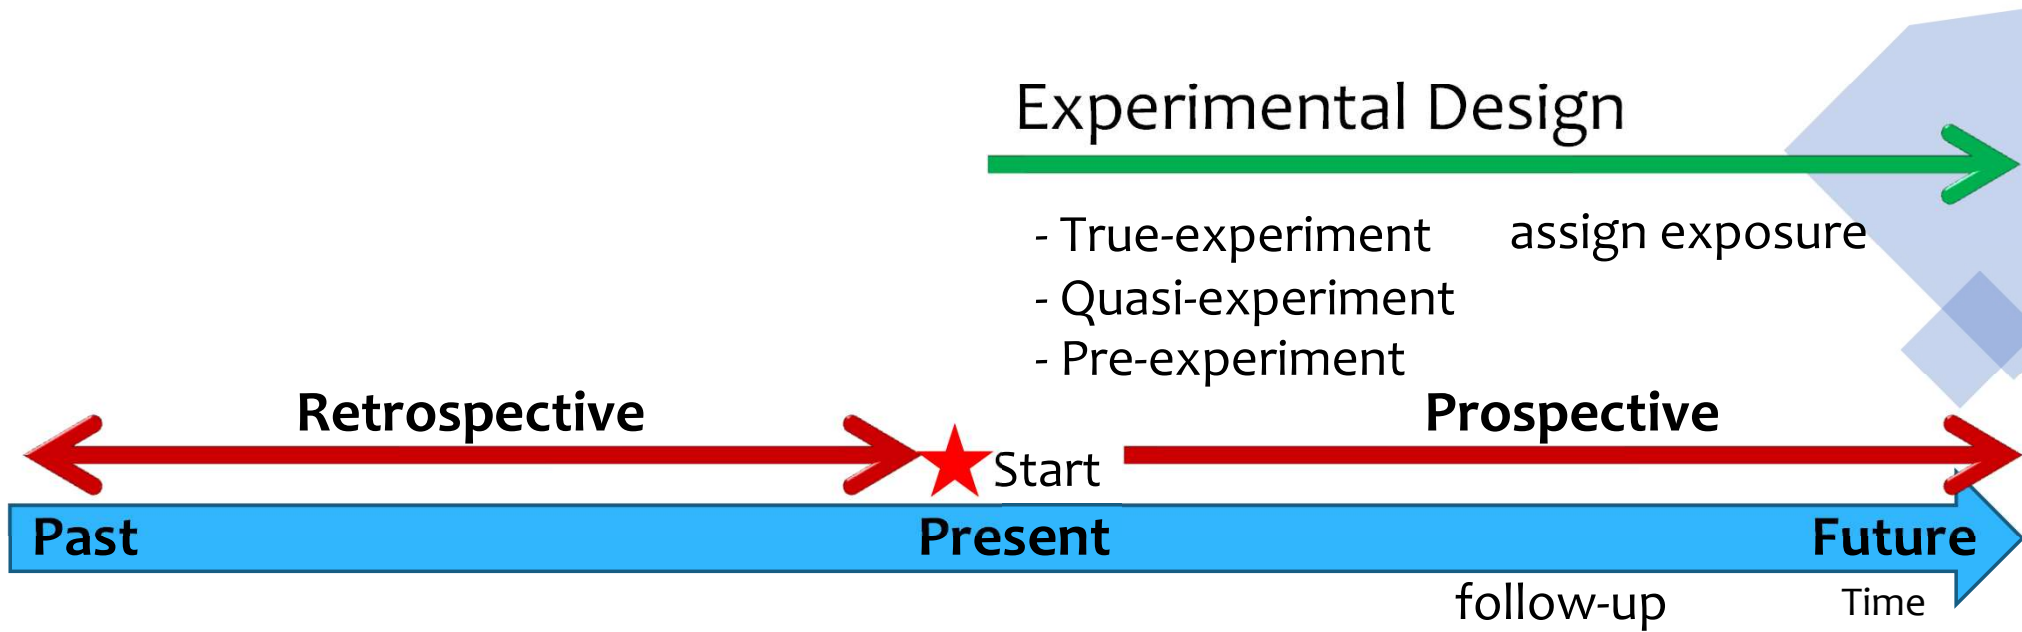 Experimental Design
- True-experiment assign exposure
- Quasi-experiment
- Pre-experiment
Retrospective Prospective
Start
Past Present Future
follow-up Time